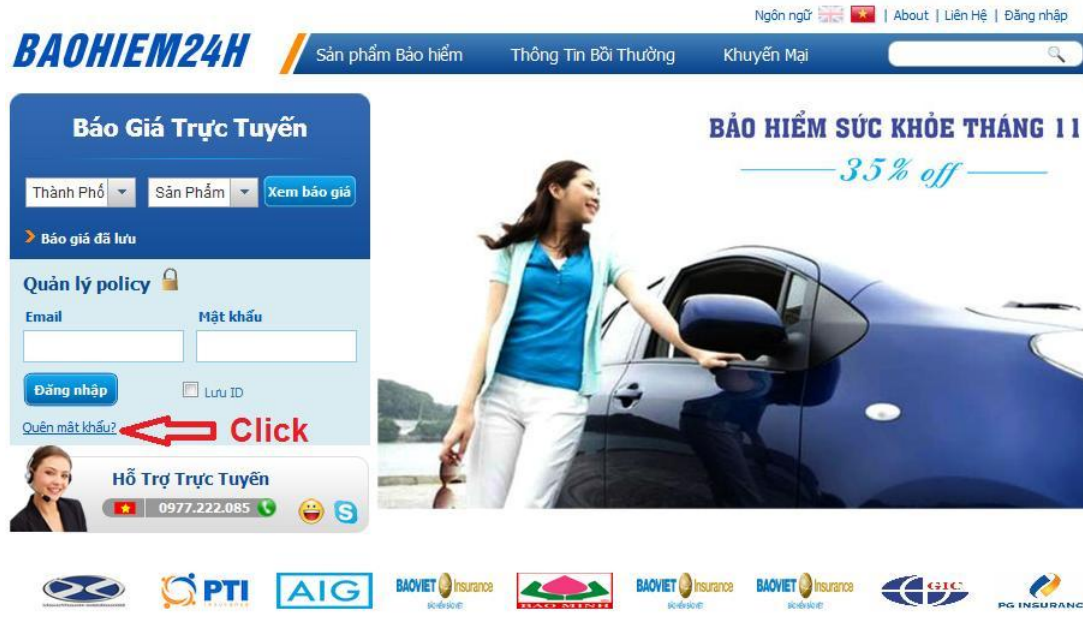 Ngôn ngữ | About | Liên Hệ | Đăng nhập
BAOHIEM24H
Sản phẩm Bảo hiểm Thông Tin Bồi Thường Khuyến Mại
Báo Giá Trực Tuyến
Thành Phố Sản Phẩm Xem báo giá
Báo giá đã lưu
BẢO HIỂM SỨC KHỎE THÁNG 11
35% off
Quản lý policy
Email Mật khẩu
Đăng nhập Lưu ID
Quên mật khẩu? Click
Hỗ Trợ Trực Tuyến
0977.222.085
PTI AIG BAOVIET Insurance BAO MINH BAOVIET Insurance BAOVIET Insurance GIC PG INSURANC